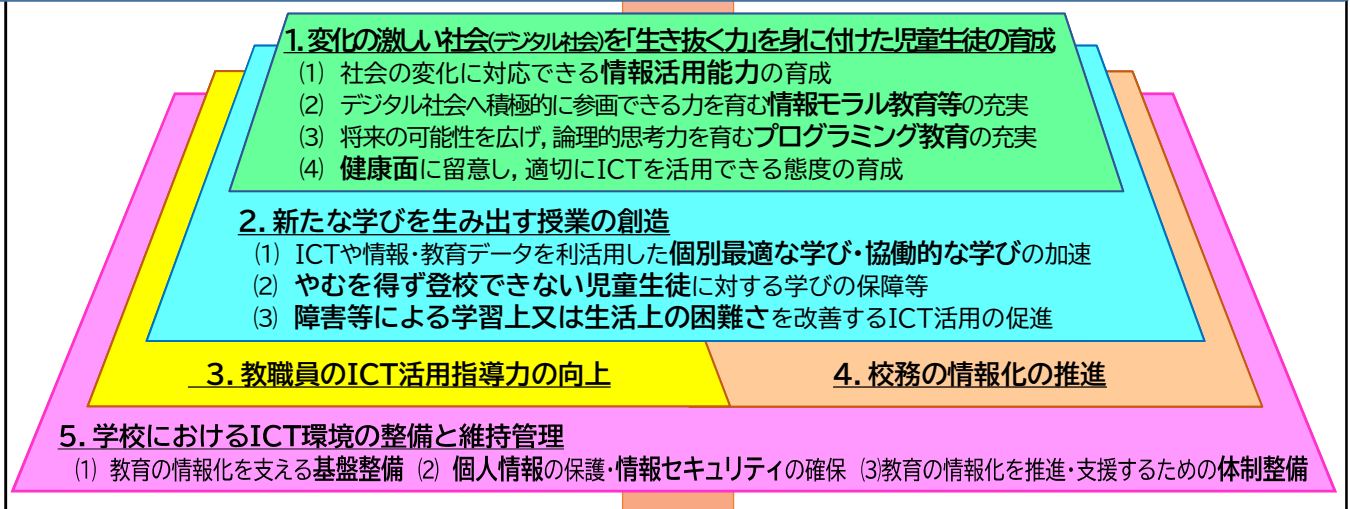 1.変化の激しい社会(デジタル社会)を「生き抜く力」を身に付けた児童生徒の育成
(1) 社会の変化に対応できる情報活用能力の育成
(2) デジタル社会へ積極的に参画できる力を育む情報モラル教育等の充実
(3) 将来の可能性を広げ,論理的思考力を育むプログラミング教育の充実
(4) 健康面に留意し,適切にICTを活用できる態度の育成
2.新たな学びを生み出す授業の創造
(1) ICTや情報・教育データを利活用した個別最適な学び・協働的な学びの加速
(2) やむを得ず登校できない児童生徒に対する学びの保障等
(3) 障害等による学習上又は生活上の困難さを改善するICT活用の促進
3.教職員のICT活用指導力の向上
4.校務の情報化の推進
5.学校におけるICT環境の整備と維持管理
(1) 教育の情報化を支える基盤整備 (2) 個人情報の保護・情報セキュリティの確保 (3)教育の情報化を推進・支援するための体制整備